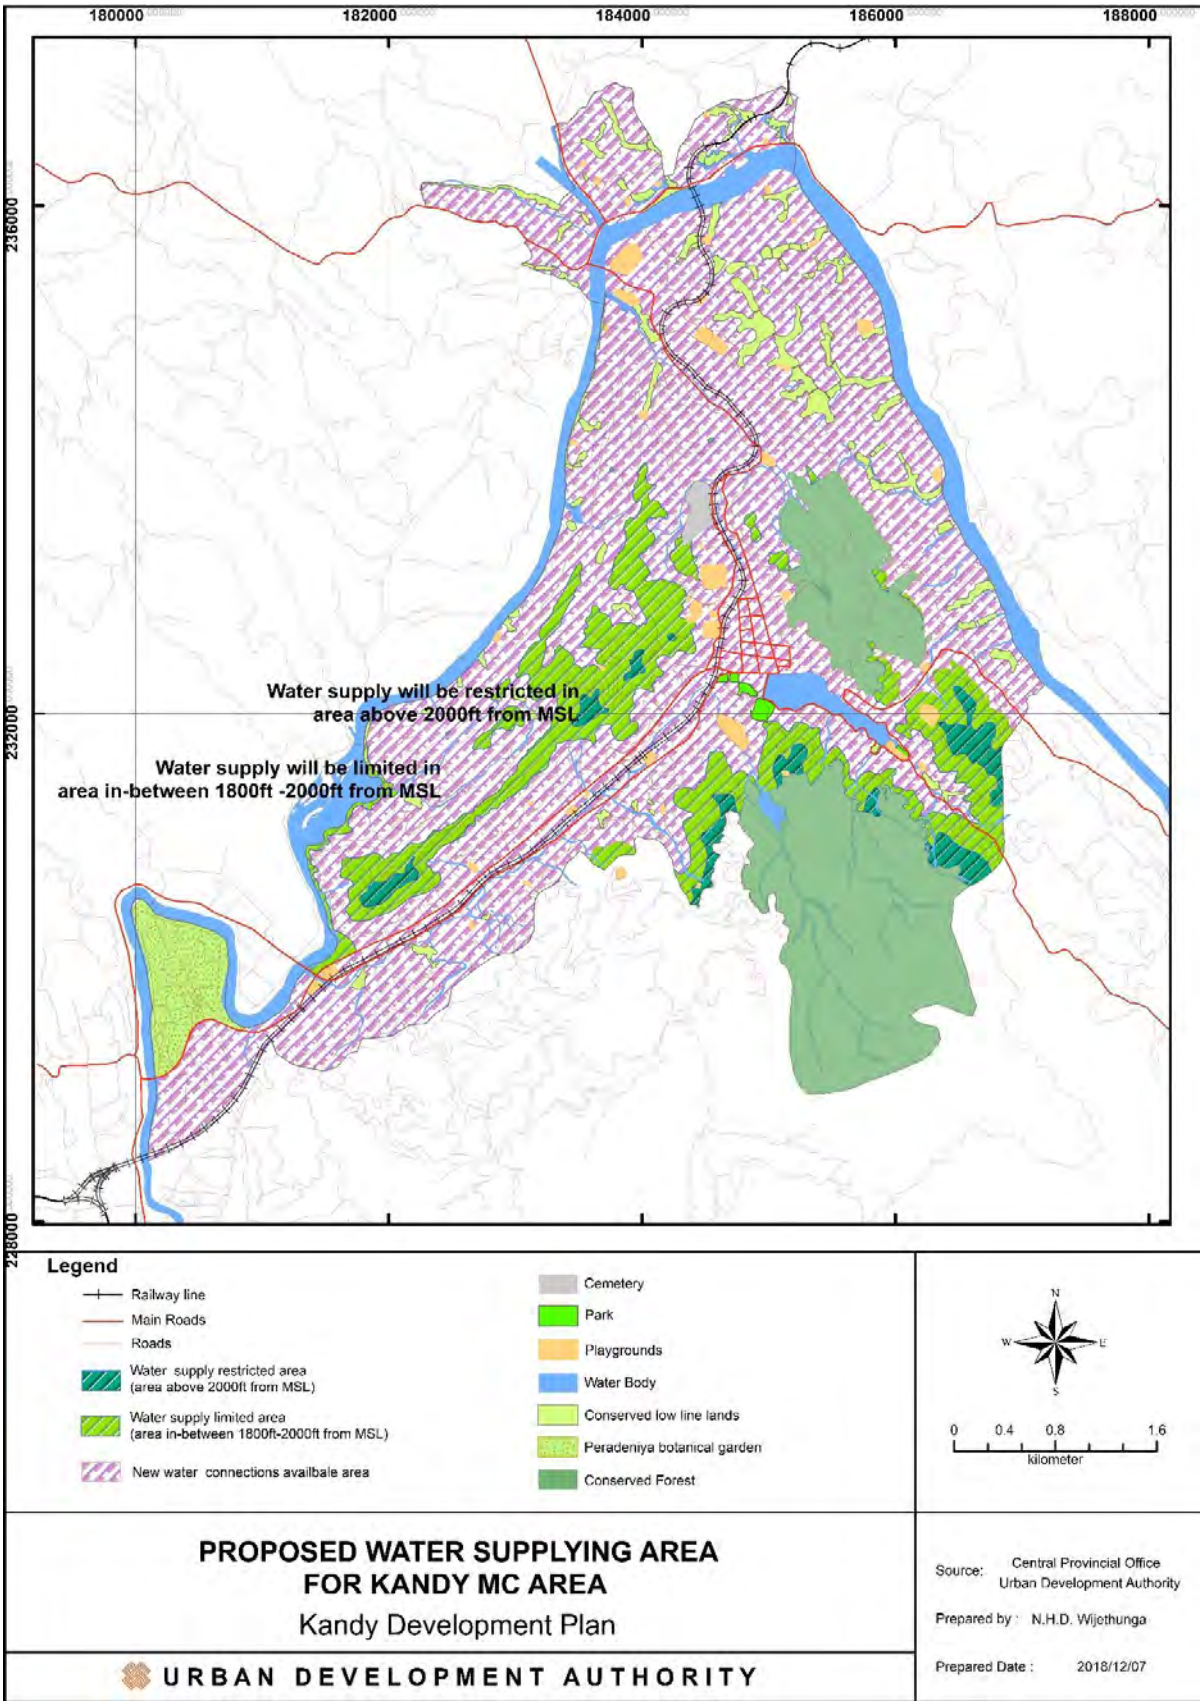 180000 182000 184000 186000 188000
236000
232000
228000
Water supply will be restricted in
area above 2000ft from MSL
Water supply will be limited in
area in-between 1800ft -2000ft from MSL
Legend
Railway line
Main Roads
Roads
Water supply restricted area
(area above 2000ft from MSL)
Water supply limited area
(area in-between 1800ft-2000ft from MSL)
New water connections availbale area
Cemetery
Park
Playgrounds
Water Body
Conserved low line lands
Peradeniya botanical garden
Conserved Forest
N
W E
S
0 0.4 0.8 1.6
kilometer
PROPOSED WATER SUPPLYING AREA
FOR KANDY MC AREA
Kandy Development Plan
URBAN DEVELOPMENT AUTHORITY
Source: Central Provincial Office
Urban Development Authority
Prepared by : N.H.D. Wijethunga
Prepared Date : 2018/12/07